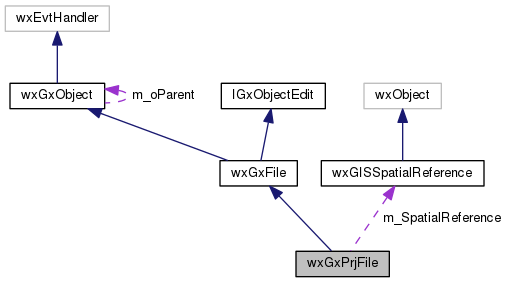 wxEvtHandler
wxGxObject
m_oParent
IGxObjectEdit
wxObject
wxGxFile
wxGISSpatialReference
m_SpatialReference
wxGxPrjFile